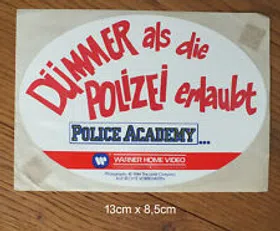 DÜMMER als die
POLIZEI erlaubt
POLICE ACADEMY...
WARNER HOME VIDEO
13cm x 8,5cm